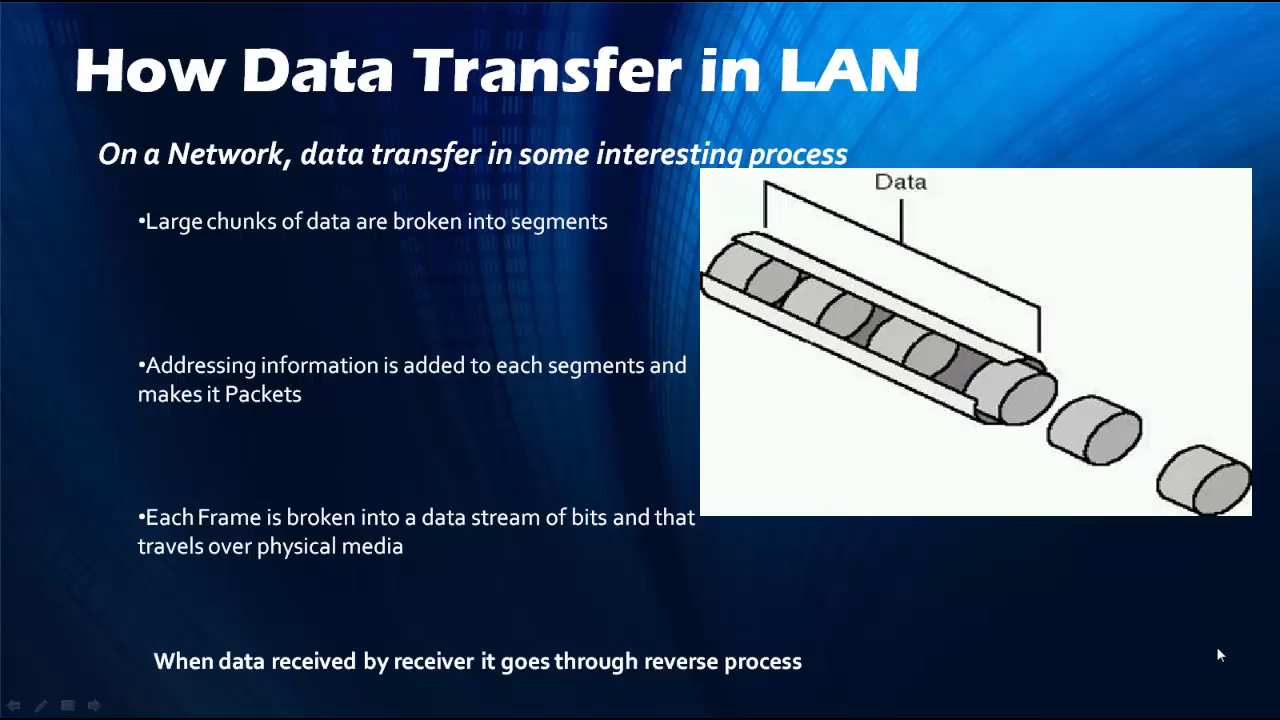 How Data Transfer in LAN
On a Network, data transfer in some interesting process
Data
•Large chunks of data are broken into segments
•Addressing information is added to each segments and
makes it Packets
•Each Frame is broken into a data stream of bits and that
travels over physical media
When data received by receiver it goes through reverse process